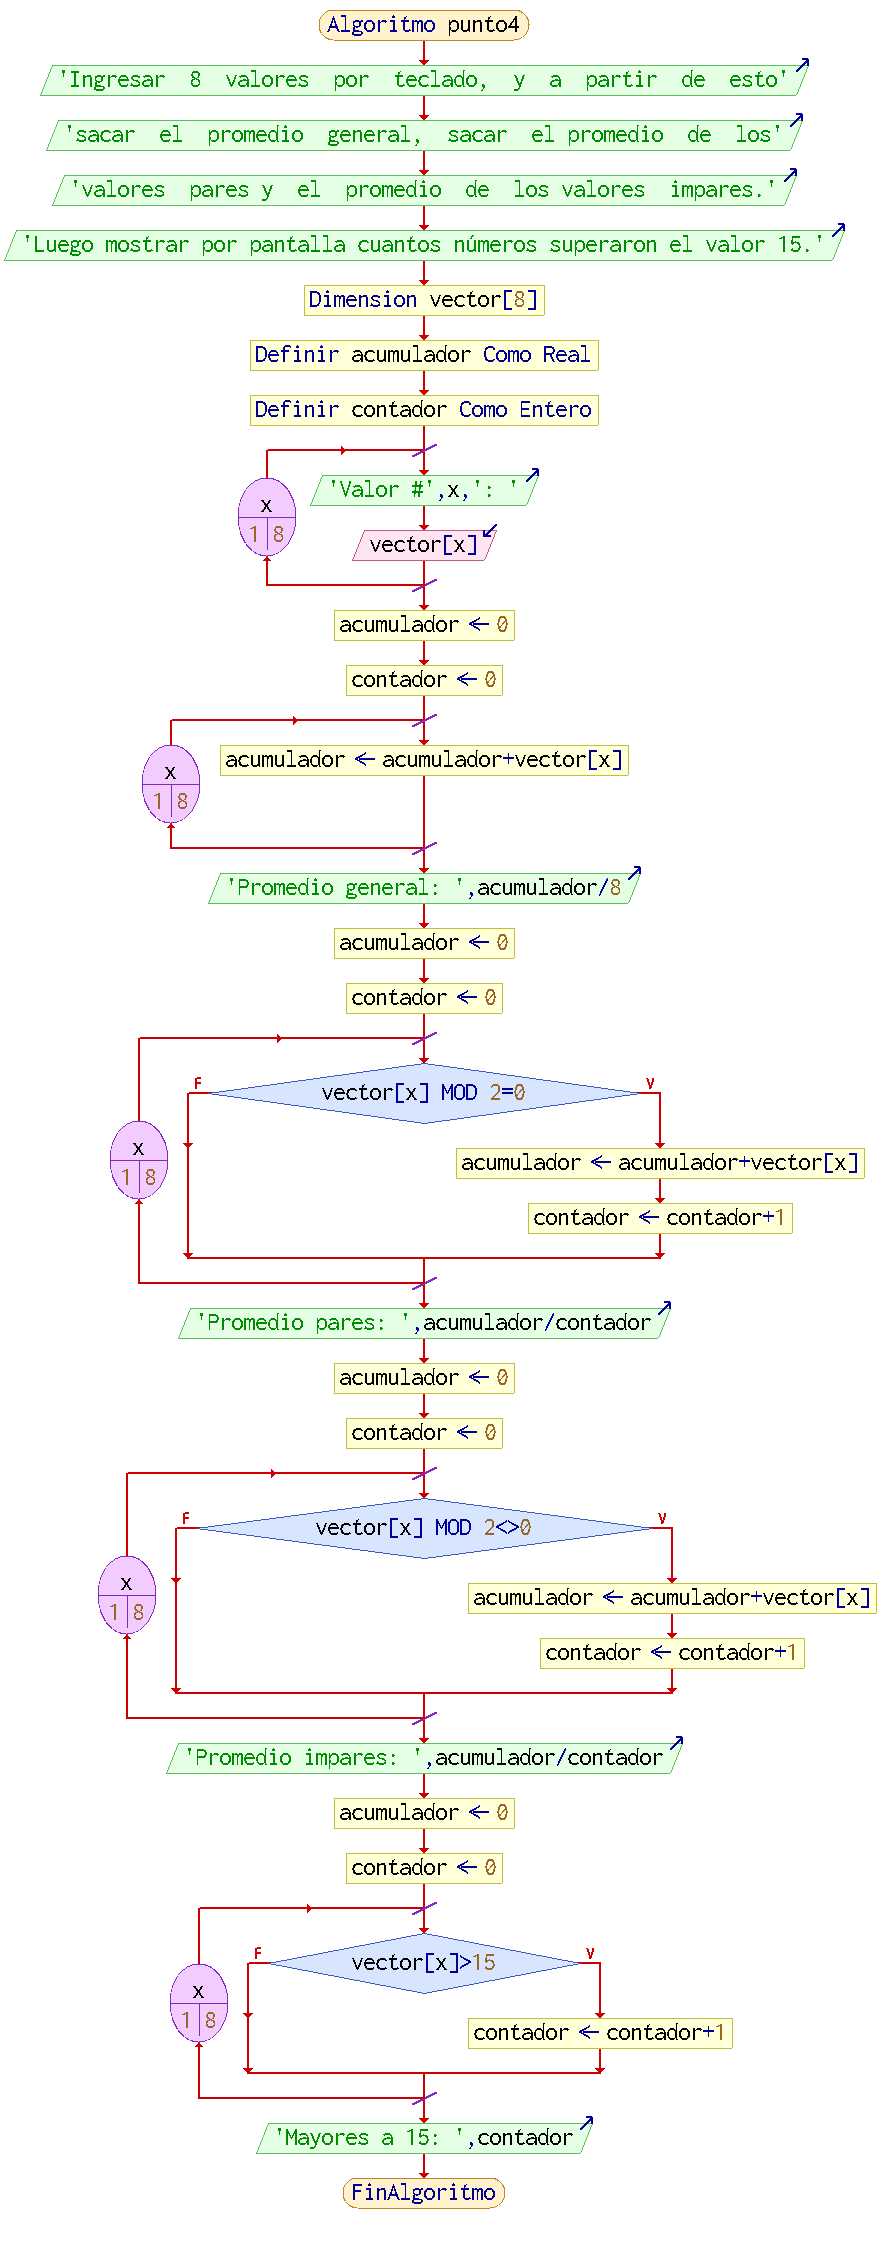 Algoritmo punto4
'Ingresar  8  valores  por  teclado,  y  a  partir  de  esto'
'sacar  el  promedio  general,  sacar  el promedio  de  los'
'valores  pares y  el  promedio  de  los valores  impares.'
'Luego mostrar por pantalla cuantos números superaron el valor 15.'
Dimension vector[8]
Definir acumulador Como Real
Definir contador Como Entero
'Valor #',x,': '
x
1 8
vector[x]
acumulador ← 0
contador ← 0
acumulador ← acumulador+vector[x]
x
1 8
'Promedio general: ',acumulador/8
acumulador ← 0
contador ← 0
F
V
vector[x] MOD 2=0
x
1 8
acumulador ← acumulador+vector[x]
contador ← contador+1
'Promedio pares: ',acumulador/contador
acumulador ← 0
contador ← 0
F
V
vector[x] MOD 2<>0
x
1 8
acumulador ← acumulador+vector[x]
contador ← contador+1
'Promedio impares: ',acumulador/contador
acumulador ← 0
contador ← 0
F
V
vector[x]>15
x
1 8
contador ← contador+1
'Mayores a 15: ',contador
FinAlgoritmo